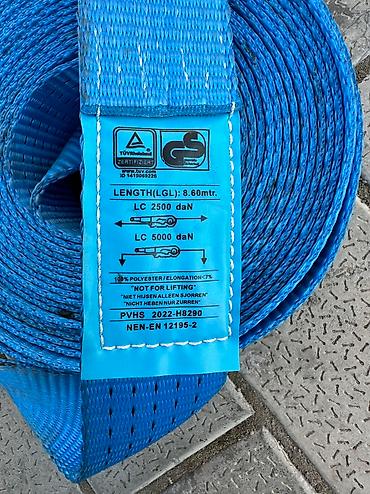 TÜVRheinland
ZERTIFIZIERT
GS
www.tuv.com
ID 1419069226
LENGTH(LGL): 8.60mtr.
LC 2500 daN
LC 5000 daN
100% POLYESTER / ELONGATION<7%
"NOT FOR LIFTING"
"NIET HIJSEN ALLEEN SJORREN"
"NICHT HEBEN NUR ZURREN"
PVHS 2022-H8290
NEN-EN 12195-2